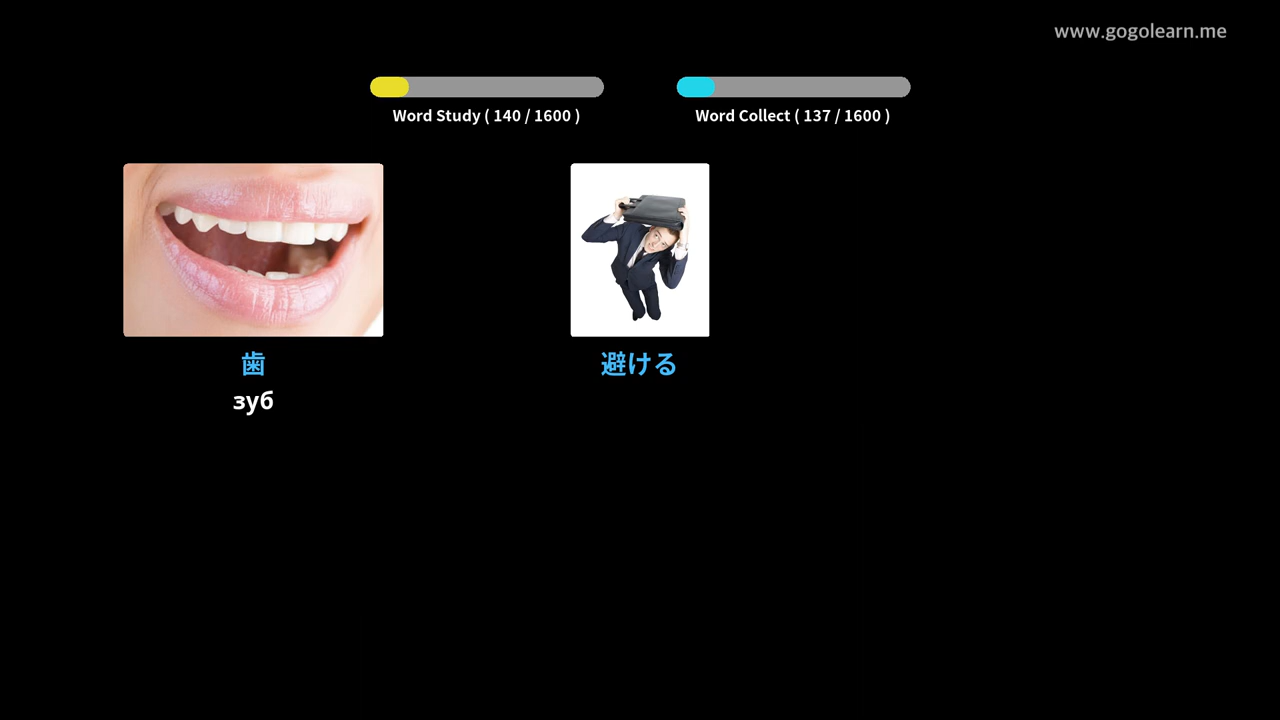 www.gogolearn.me
Word Study ( 140 / 1600 )
Word Collect ( 137 / 1600 )
歯
зуб
避ける